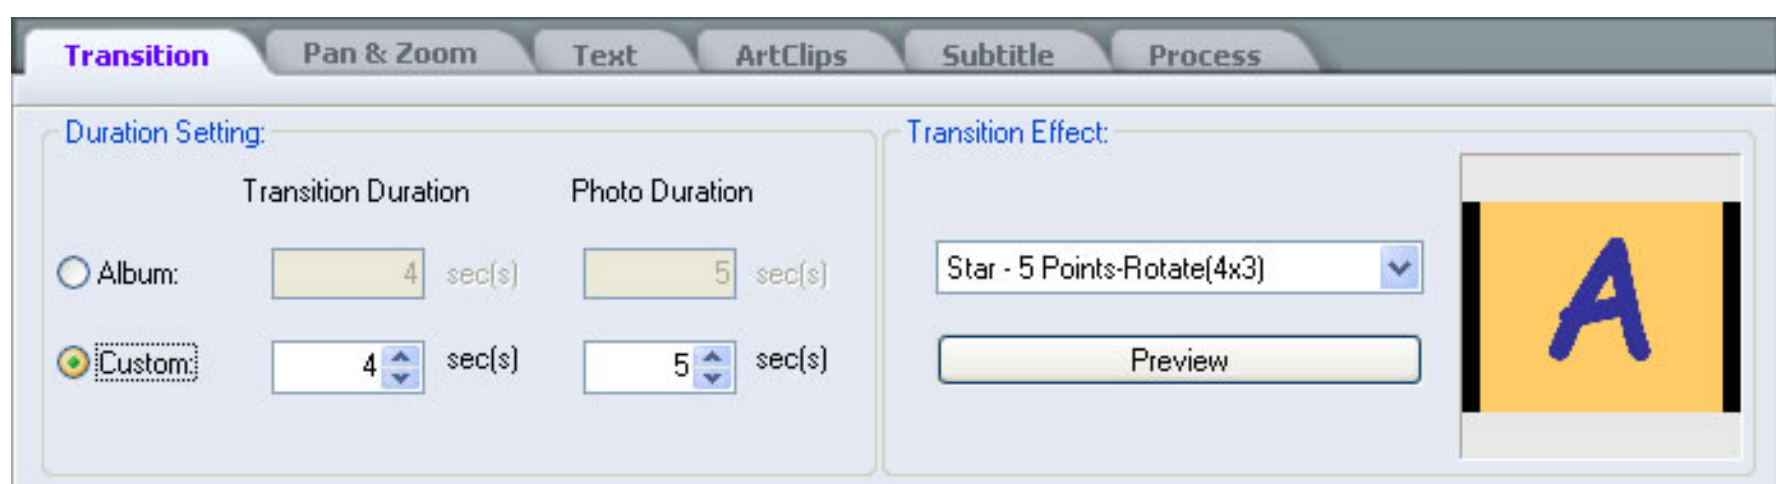 Transition Pan & Zoom Text ArtClips Subtitle Process
Duration Setting:
Transition Duration Photo Duration
Album: 4 sec(s) 5 sec(s)
Custom: 4 sec(s) 5 sec(s)
Transition Effect:
Star - 5 Points-Rotate(4x3)
Preview
A